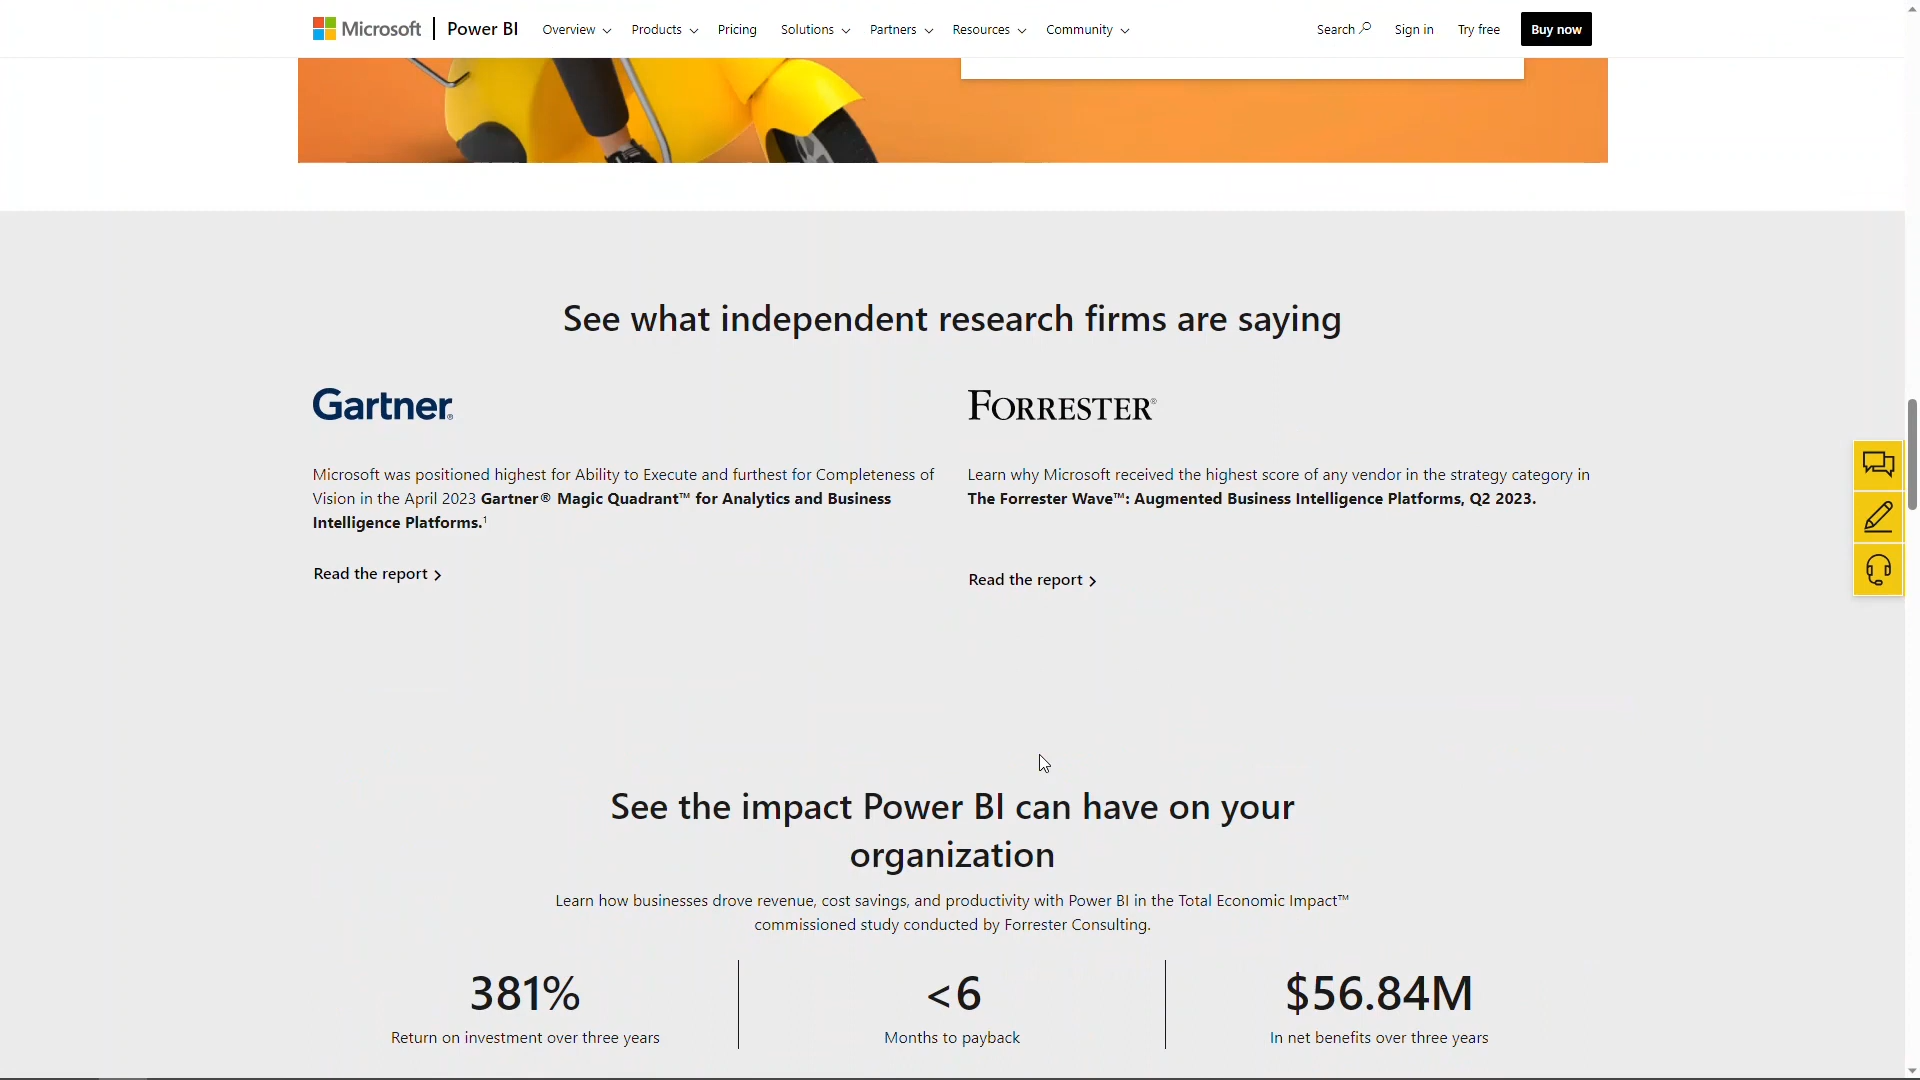 Microsoft | Power BI Overview Products Pricing Solutions Partners Resources Community Search Sign in Try free Buy now
See what independent research firms are saying
Gartner®
Microsoft was positioned highest for Ability to Execute and furthest for Completeness of
Vision in the April 2023 Gartner® Magic Quadrant™ for Analytics and Business
Intelligence Platforms.¹
Read the report
FORRESTER®
Learn why Microsoft received the highest score of any vendor in the strategy category in
The Forrester Wave™: Augmented Business Intelligence Platforms, Q2 2023.
Read the report
See the impact Power BI can have on your
organization
Learn how businesses drove revenue, cost savings, and productivity with Power BI in the Total Economic Impact™
commissioned study conducted by Forrester Consulting.
381%
Return on investment over three years
<6
Months to payback
$56.84M
In net benefits over three years